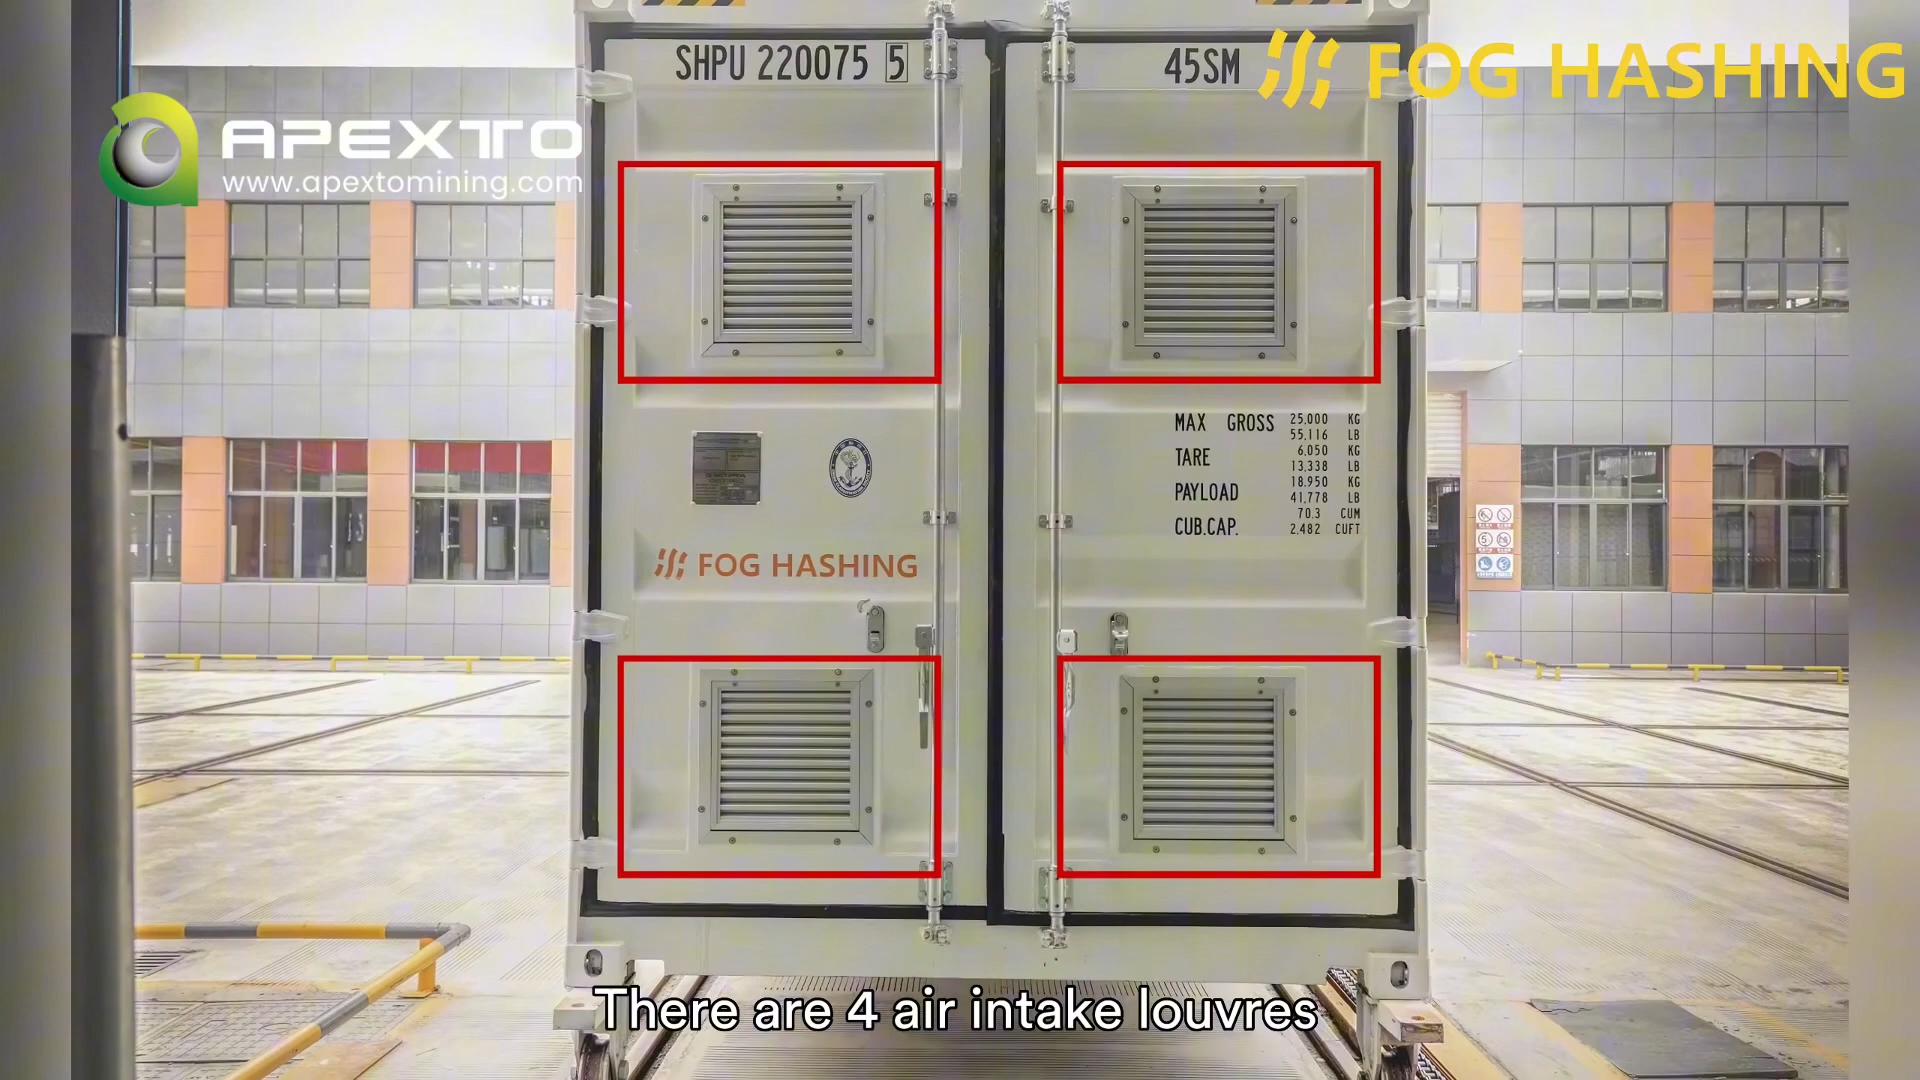 SHPU 220075 5
45SM
FOG HASHING
APEXTO
www.apextomining.com
MAX GROSS 25,000 KG
55,116 LB
TARE 6,050 KG
13,338 LB
PAYLOAD 18,950 KG
41,778 LB
CUB.CAP. 70.3 CUM
2,482 CUFT
FOG HASHING
There are 4 air intake louvres